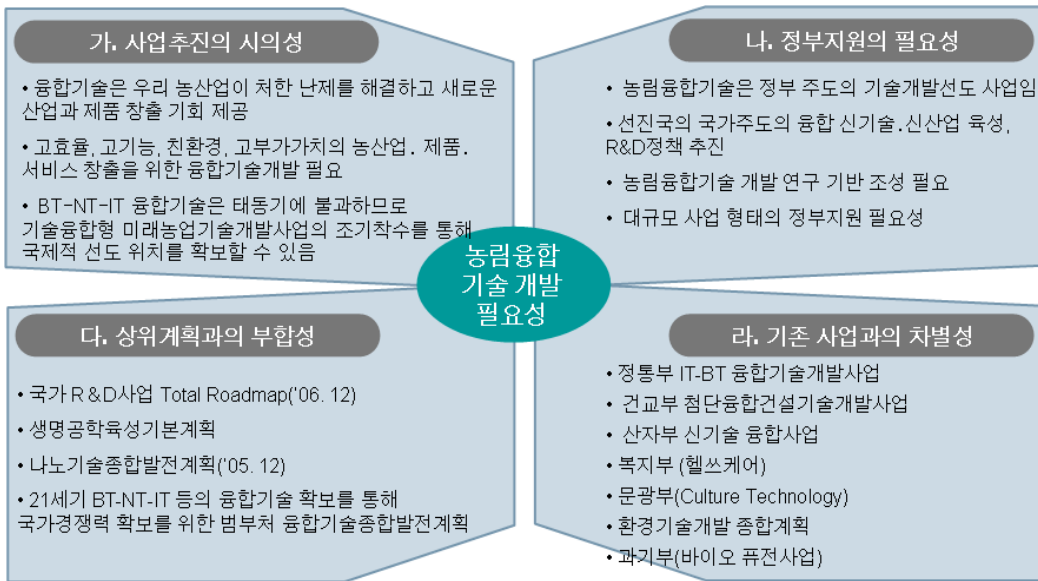 가. 사업추진의 시의성
• 융합기술은 우리 농산업이 처한 난제를 해결하고 새로운
산업과 제품 창출 기회 제공
• 고효율, 고기능, 친환경, 고부가가치의 농산업. 제품.
서비스 창출을 위한 융합기술개발 필요
• BT-NT-IT 융합기술은 태동기에 불과하므로
기술융합형 미래농업기술개발사업의 조기착수를 통해
국제적 선도 위치를 확보할 수 있음
나. 정부지원의 필요성
• 농림융합기술은 정부 주도의 기술개발선도 사업임
• 선진국의 국가주도의 융합 신기술.신산업 육성,
R&D정책 추진
• 농림융합기술 개발 연구 기반 조성 필요
• 대규모 사업 형태의 정부지원 필요성
농림융합
기술 개발
필요성
다. 상위계획과의 부합성
• 국가 R&D사업 Total Roadmap('06. 12)
• 생명공학육성기본계획
• 나노기술종합발전계획('05. 12)
• 21세기 BT-NT-IT 등의 융합기술 확보를 통해
국가경쟁력 확보를 위한 범부처 융합기술종합발전계획
라. 기존 사업과의 차별성
• 정통부 IT-BT 융합기술개발사업
• 건교부 첨단융합건설기술개발사업
• 산자부 신기술 융합사업
• 복지부 (헬쓰케어)
• 문광부(Culture Technology)
• 환경기술개발 종합계획
• 과기부(바이오 퓨전사업)